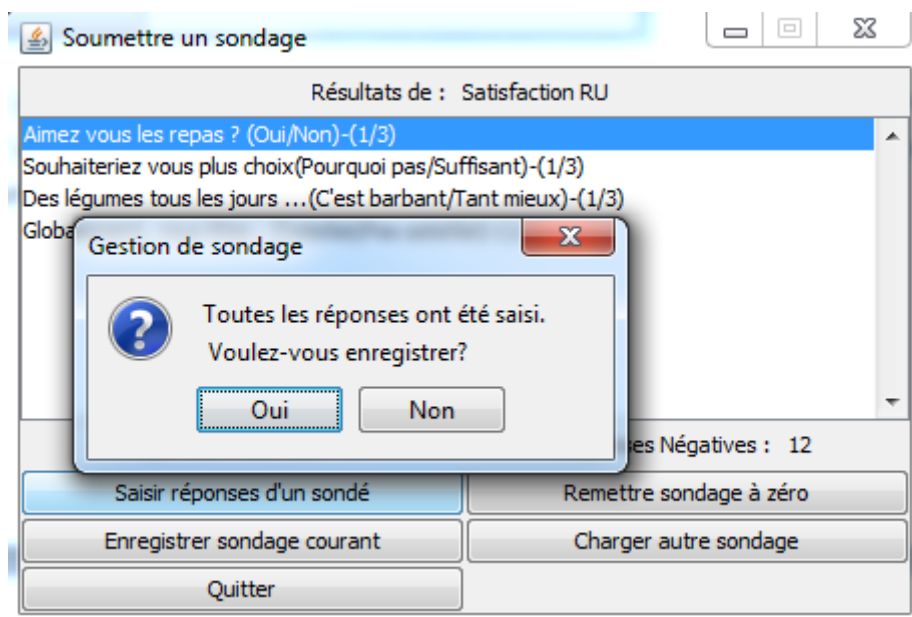 Soumettre un sondage
Résultats de : Satisfaction RU
Aimez vous les repas ? (Oui/Non)-(1/3)
Souhaiteriez vous plus choix(Pourquoi pas/Suffisant)-(1/3)
Des légumes tous les jours ...(C'est barbant/Tant mieux)-(1/3)
Gestion de sondage
Toutes les réponses ont été saisi.
Voulez-vous enregistrer?
Oui Non
Négatives : 12
Saisir réponses d'un sondé Remettre sondage à zéro
Enregistrer sondage courant Charger autre sondage
Quitter